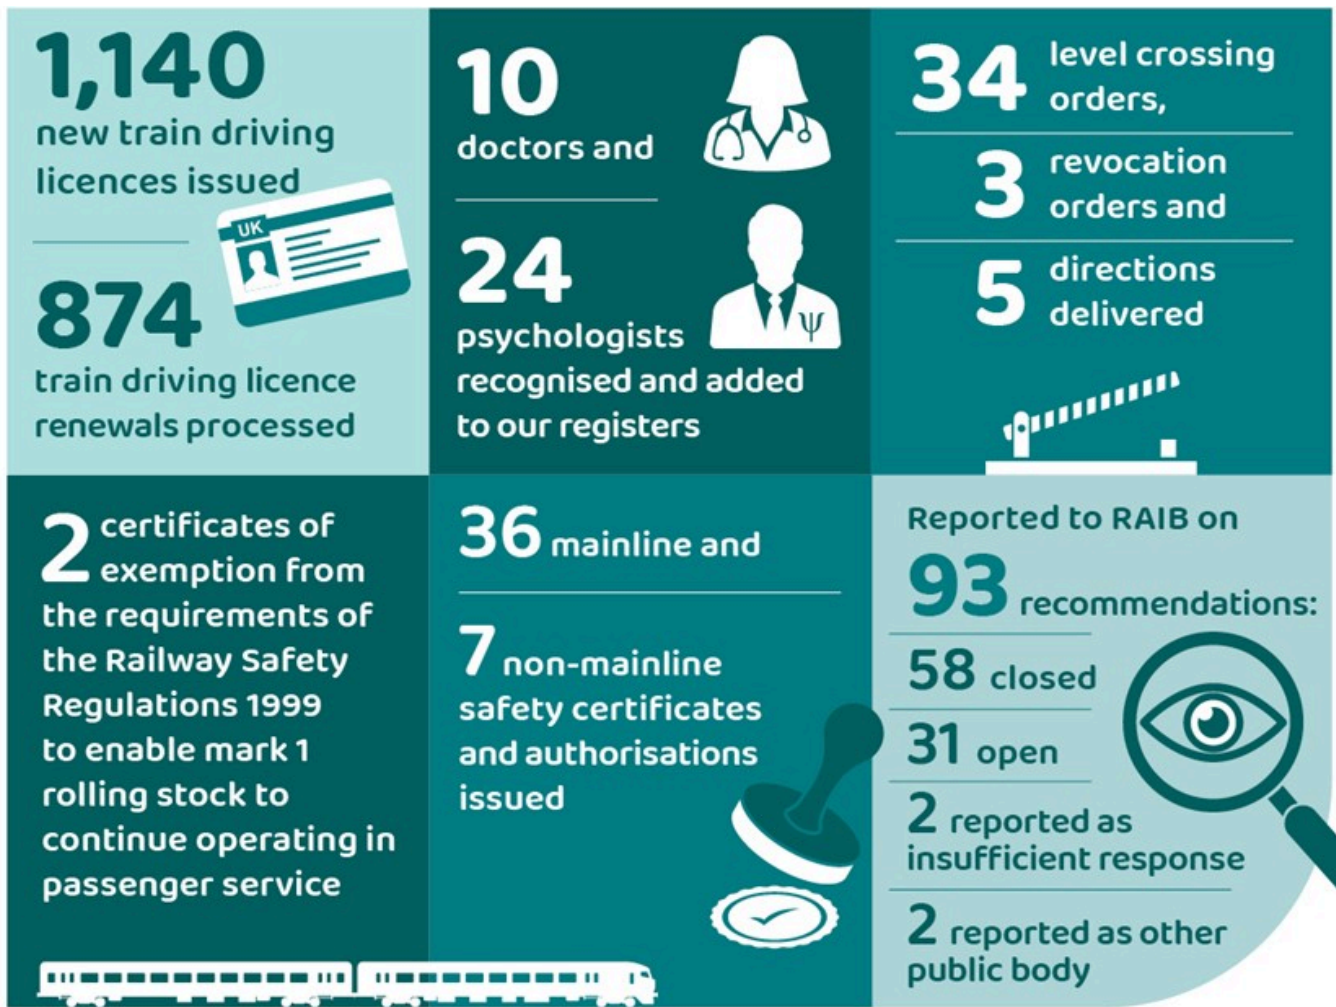 1,140
new train driving
licences issued
UK
874
train driving licence
renewals processed
10
doctors and
24
psychologists
recognised and added
to our registers
ψ
34 level crossing
orders,
3 revocation
orders and
5 directions
delivered
2 certificates of
exemption from
the requirements of
the Railway Safety
Regulations 1999
to enable mark 1
rolling stock to
continue operating in
passenger service
36 mainline and
7 non-mainline
safety certificates
and authorisations
issued
Reported to RAIB on
93 recommendations:
58 closed
31 open
2 reported as
insufficient response
2 reported as other
public body